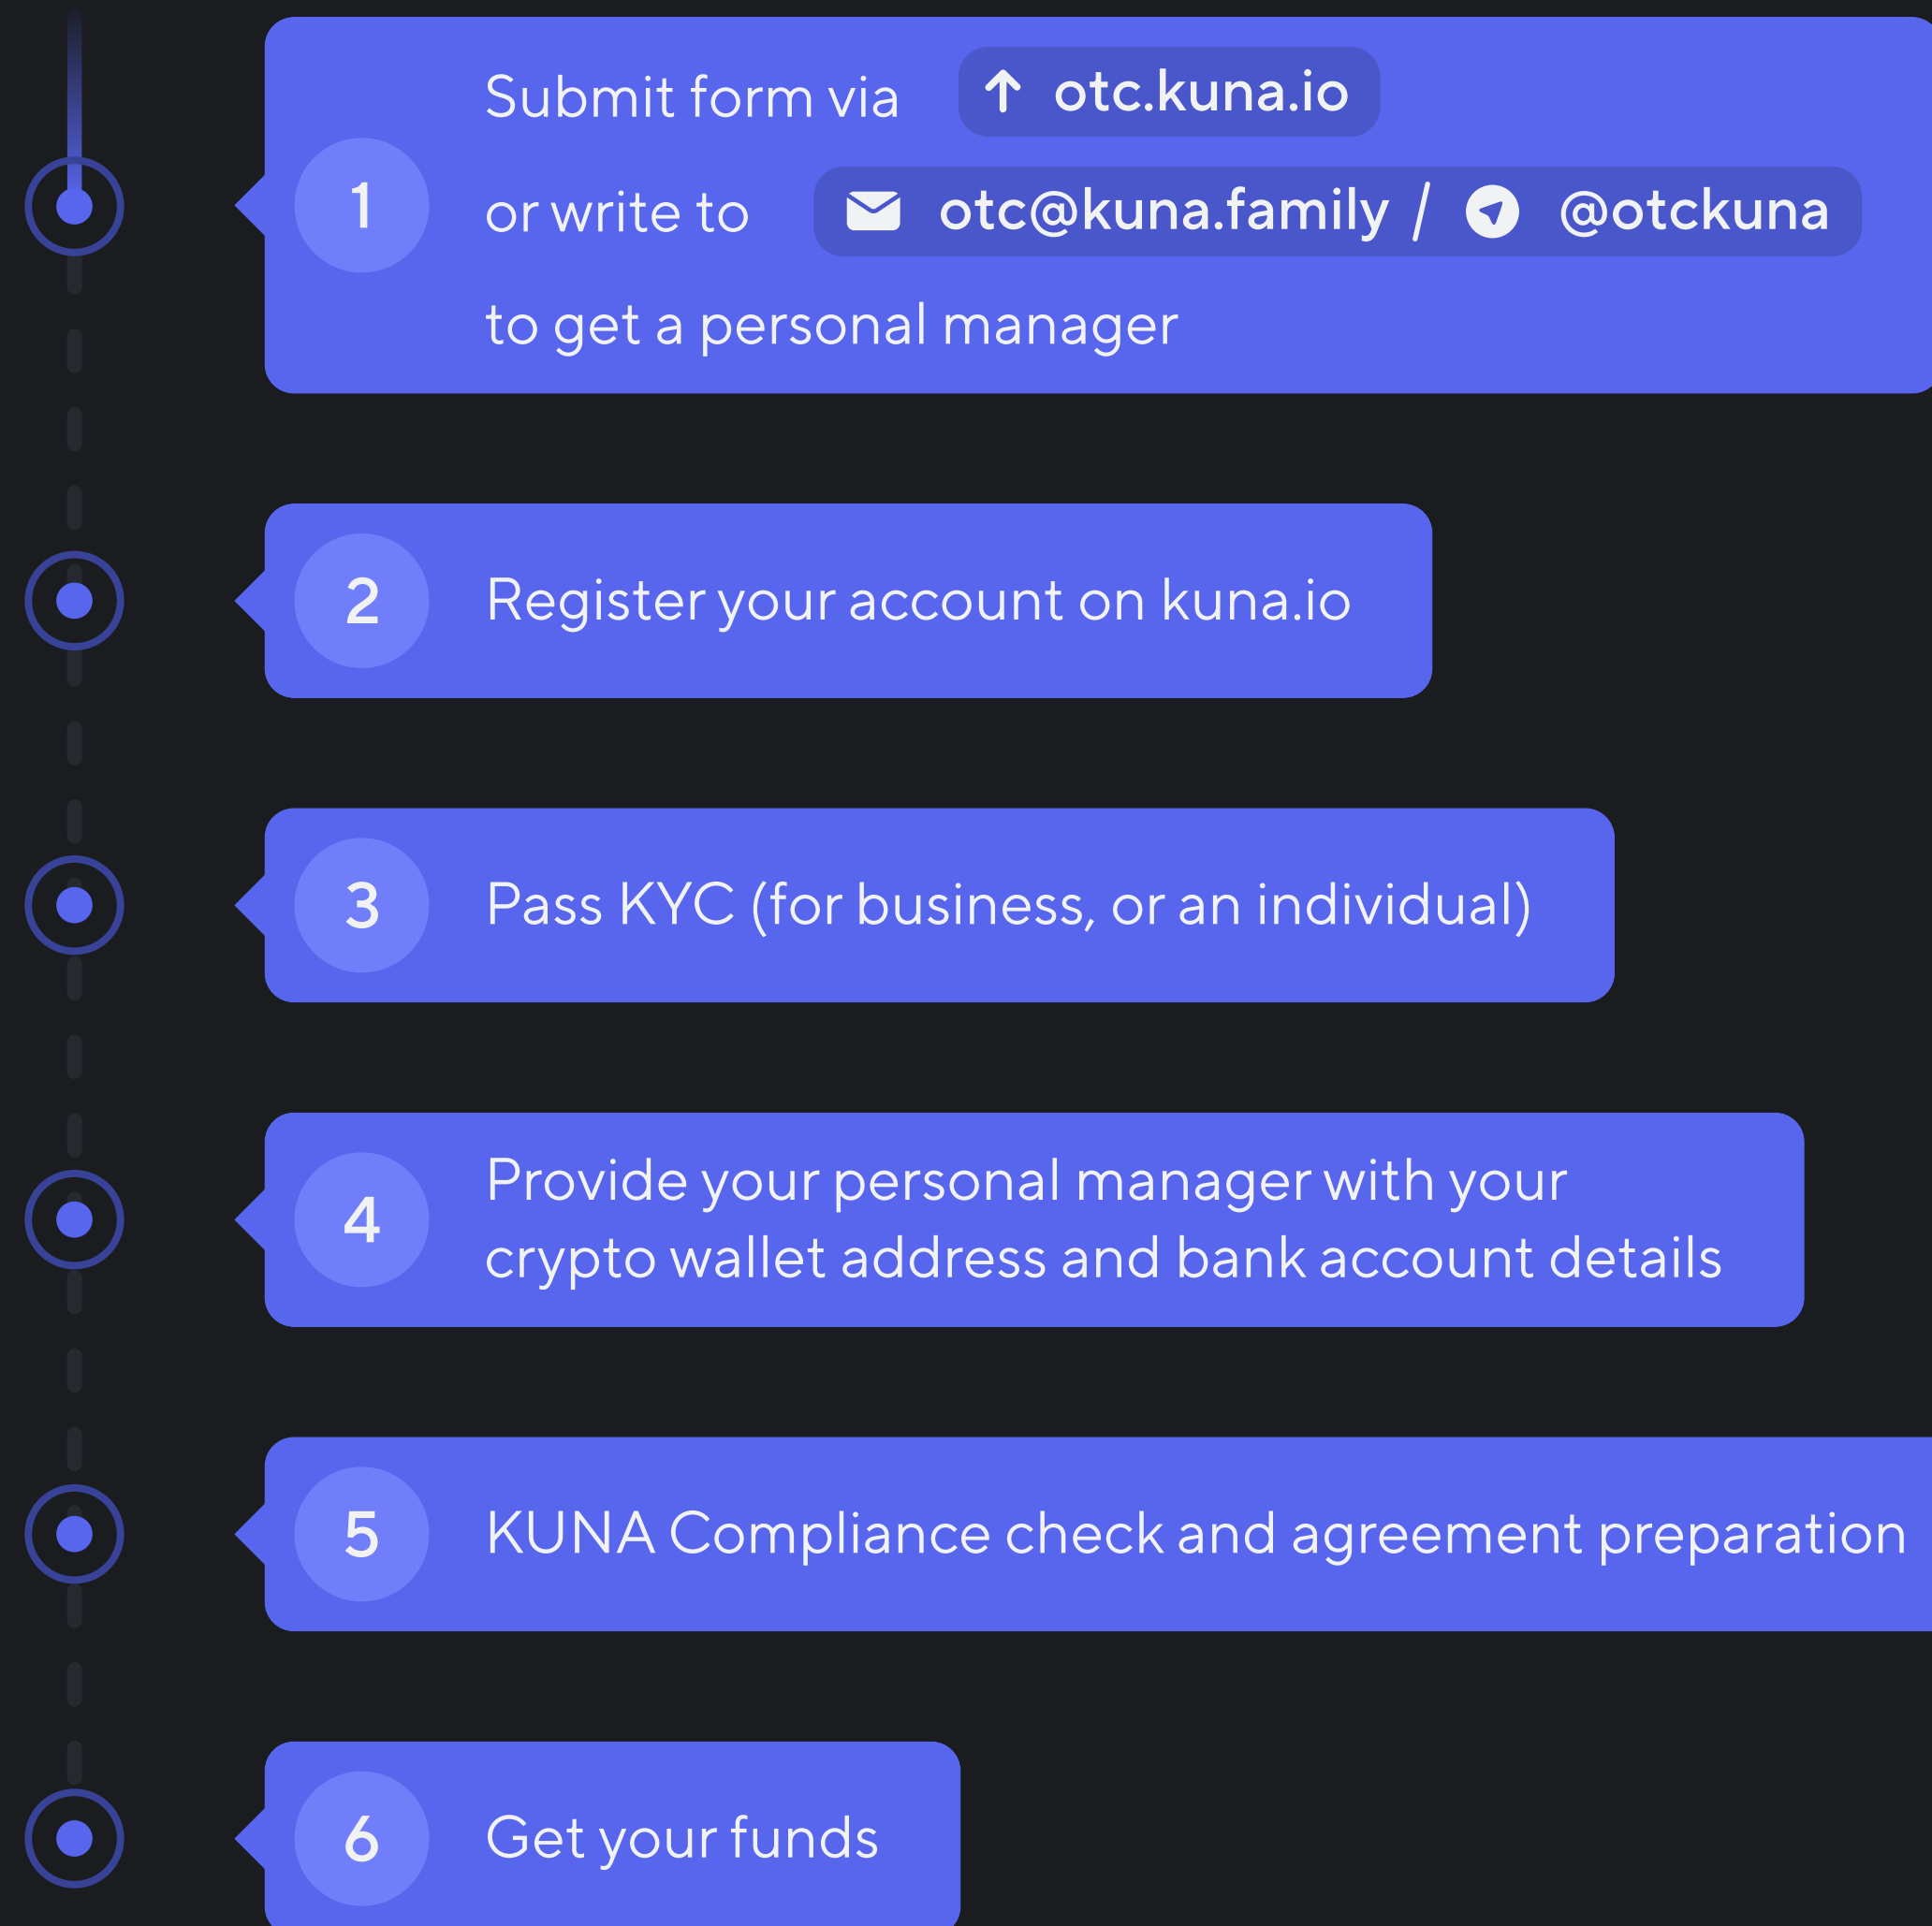 Submit form via otc.kuna.io
1
or write to otc@kuna.family / @otckuna
to get a personal manager
2
Register your account on kuna.io
3
Pass KYC (for business, or an individual)
4
Provide your personal manager with your
crypto wallet address and bank account details
5
KUNA Compliance check and agreement preparation
6
Get your funds